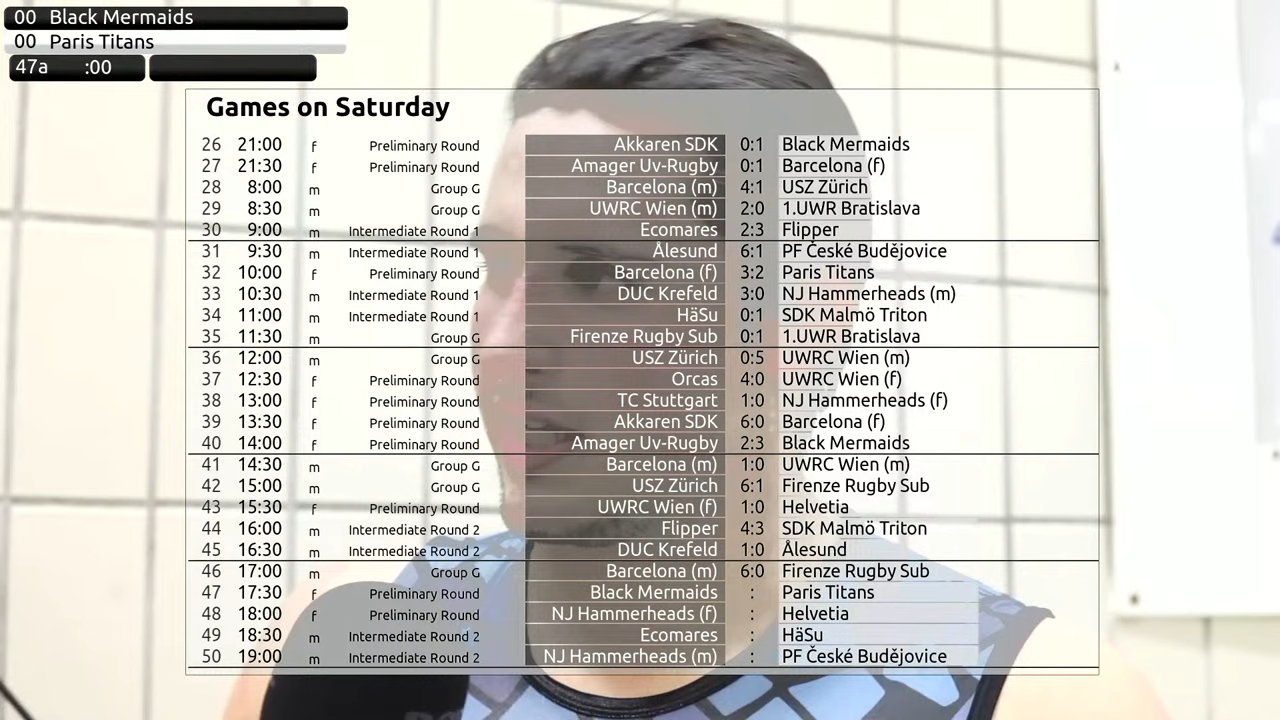 00 Black Mermaids
00 Paris Titans
47a :00
Games on Saturday
26 21:00 f Preliminary Round Akkaren SDK 0:1 Black Mermaids
27 21:30 f Preliminary Round Amager Uv-Rugby 0:1 Barcelona (f)
28 8:00 m Group G Barcelona (m) 4:1 USZ Zürich
29 8:30 m Group G UWRC Wien (m) 2:0 1.UWR Bratislava
30 9:00 m Intermediate Round 1 Ecomares 2:3 Flipper
31 9:30 m Intermediate Round 1 Ålesund 6:1 PF České Budějovice
32 10:00 f Preliminary Round Barcelona (f) 3:2 Paris Titans
33 10:30 m Intermediate Round 1 DUC Krefeld 3:0 NJ Hammerheads (m)
34 11:00 m Intermediate Round 1 HäSu 0:1 SDK Malmö Triton
35 11:30 m Group G Firenze Rugby Sub 0:1 1.UWR Bratislava
36 12:00 m Group G USZ Zürich 0:5 UWRC Wien (m)
37 12:30 f Preliminary Round Orcas 4:0 UWRC Wien (f)
38 13:00 f Preliminary Round TC Stuttgart 1:0 NJ Hammerheads (f)
39 13:30 f Preliminary Round Akkaren SDK 6:0 Barcelona (f)
40 14:00 f Preliminary Round Amager Uv-Rugby 2:3 Black Mermaids
41 14:30 m Group G Barcelona (m) 1:0 UWRC Wien (m)
42 15:00 m Group G USZ Zürich 6:1 Firenze Rugby Sub
43 15:30 f Preliminary Round UWRC Wien (f) 1:0 Helvetia
44 16:00 m Intermediate Round 2 Flipper 4:3 SDK Malmö Triton
45 16:30 m Intermediate Round 2 DUC Krefeld 1:0 Ålesund
46 17:00 m Group G Barcelona (m) 6:0 Firenze Rugby Sub
47 17:30 f Preliminary Round Black Mermaids : Paris Titans
48 18:00 f Preliminary Round NJ Hammerheads (f) : Helvetia
49 18:30 m Intermediate Round 2 Ecomares : HäSu
50 19:00 m Intermediate Round 2 NJ Hammerheads (m) : PF České Budějovice